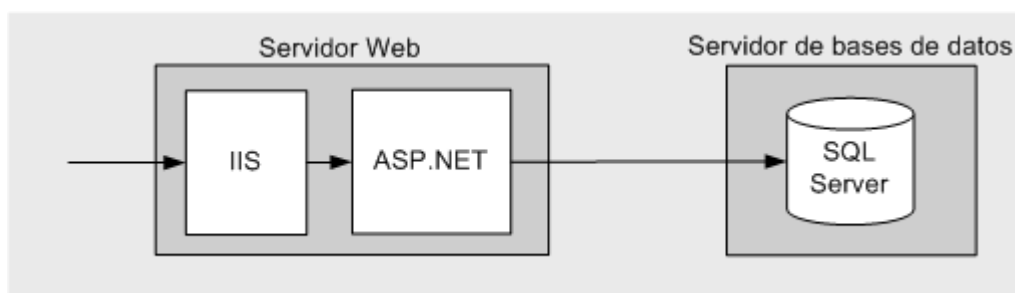 Servidor Web
Servidor de bases de datos
IIS
ASP.NET
SQL
Server